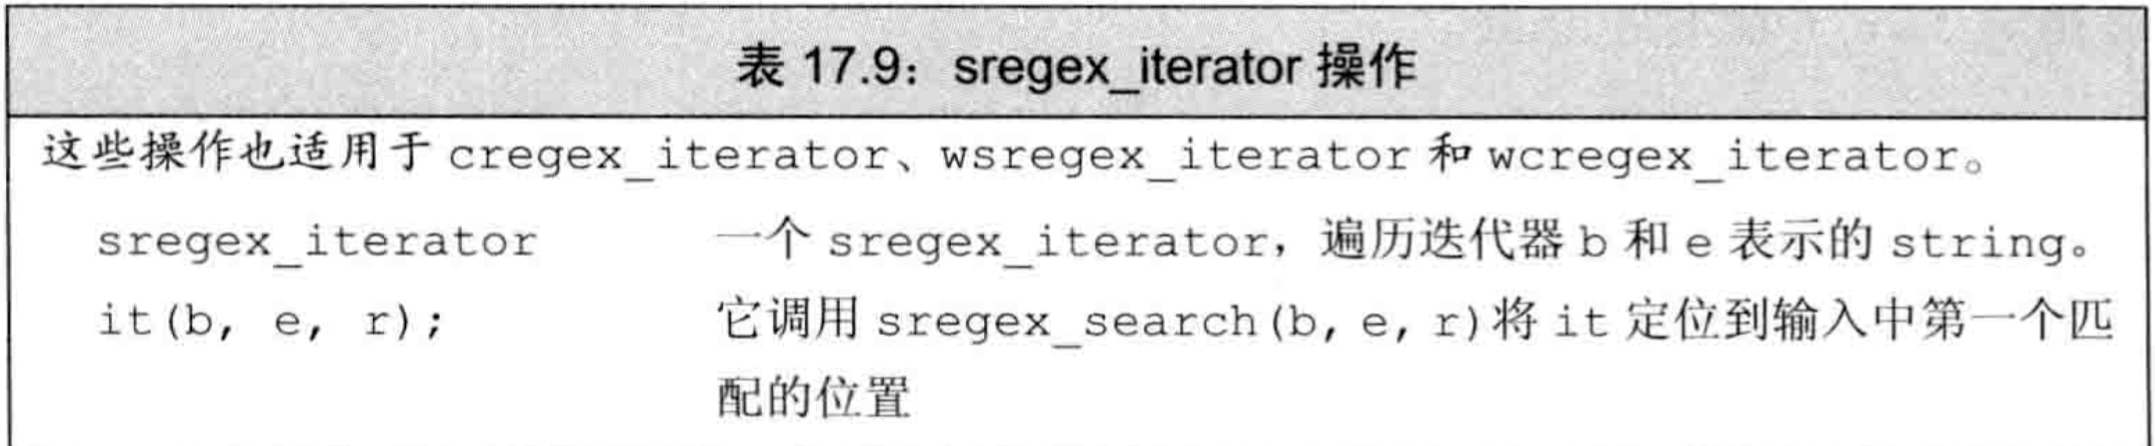 表 17.9：sregex_iterator 操作
这些操作也适用于 cregex_iterator、wsregex_iterator 和 wcregex_iterator。
sregex_iterator 一个 sregex_iterator，遍历迭代器 b 和 e 表示的 string。
it(b, e, r); 它调用 sregex_search(b, e, r)将 it 定位到输入中第一个匹
配的位置